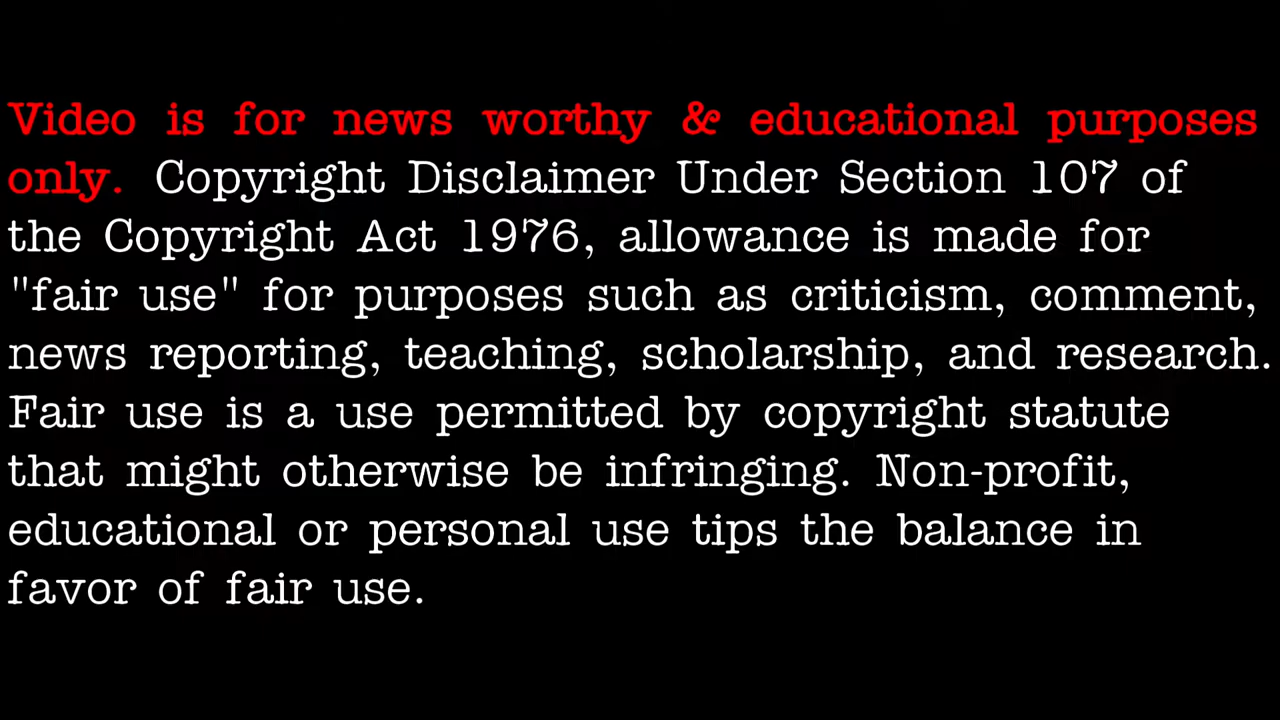 Video is for news worthy & educational purposes
only. Copyright Disclaimer Under Section 107 of
the Copyright Act 1976, allowance is made for
"fair use" for purposes such as criticism, comment,
news reporting, teaching, scholarship, and research.
Fair use is a use permitted by copyright statute
that might otherwise be infringing. Non-profit,
educational or personal use tips the balance in
favor of fair use.